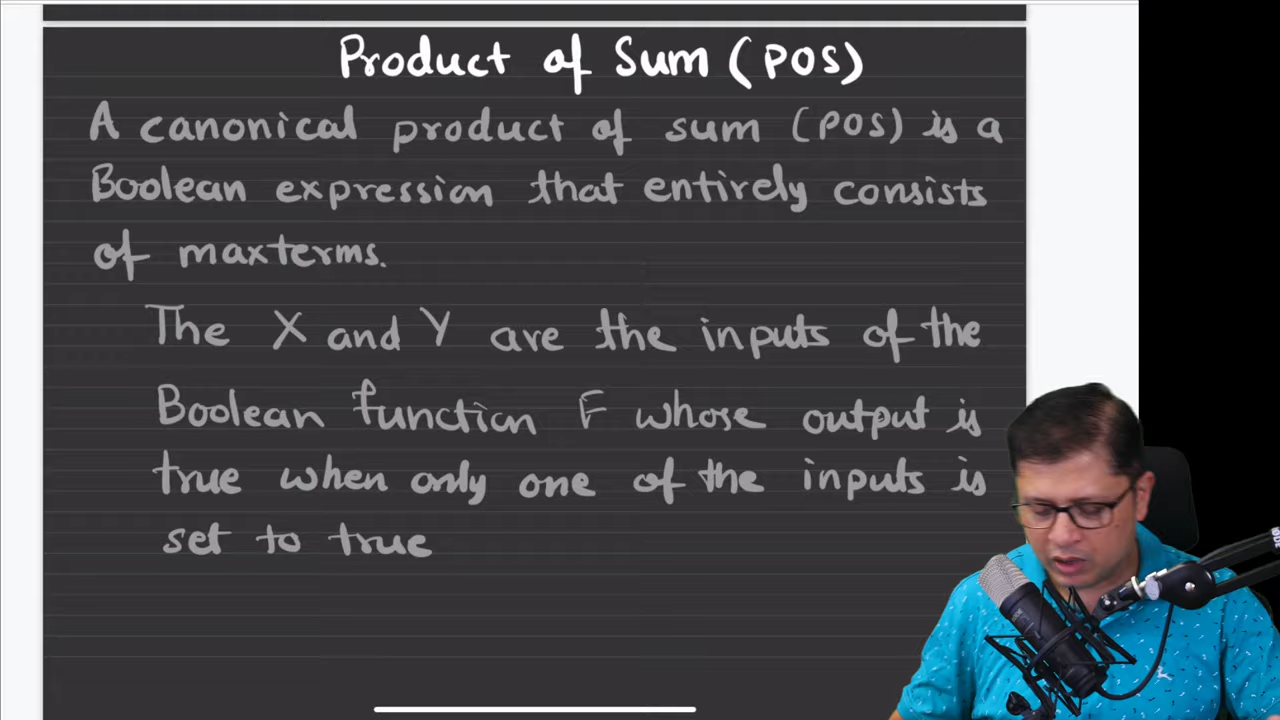 Product of Sum (POS)
A canonical product of sum (POS) is a
Boolean expression that entirely consists
of maxterms.
The X and Y are the inputs of the
Boolean function F whose output is
true when only one of the inputs is
set to true